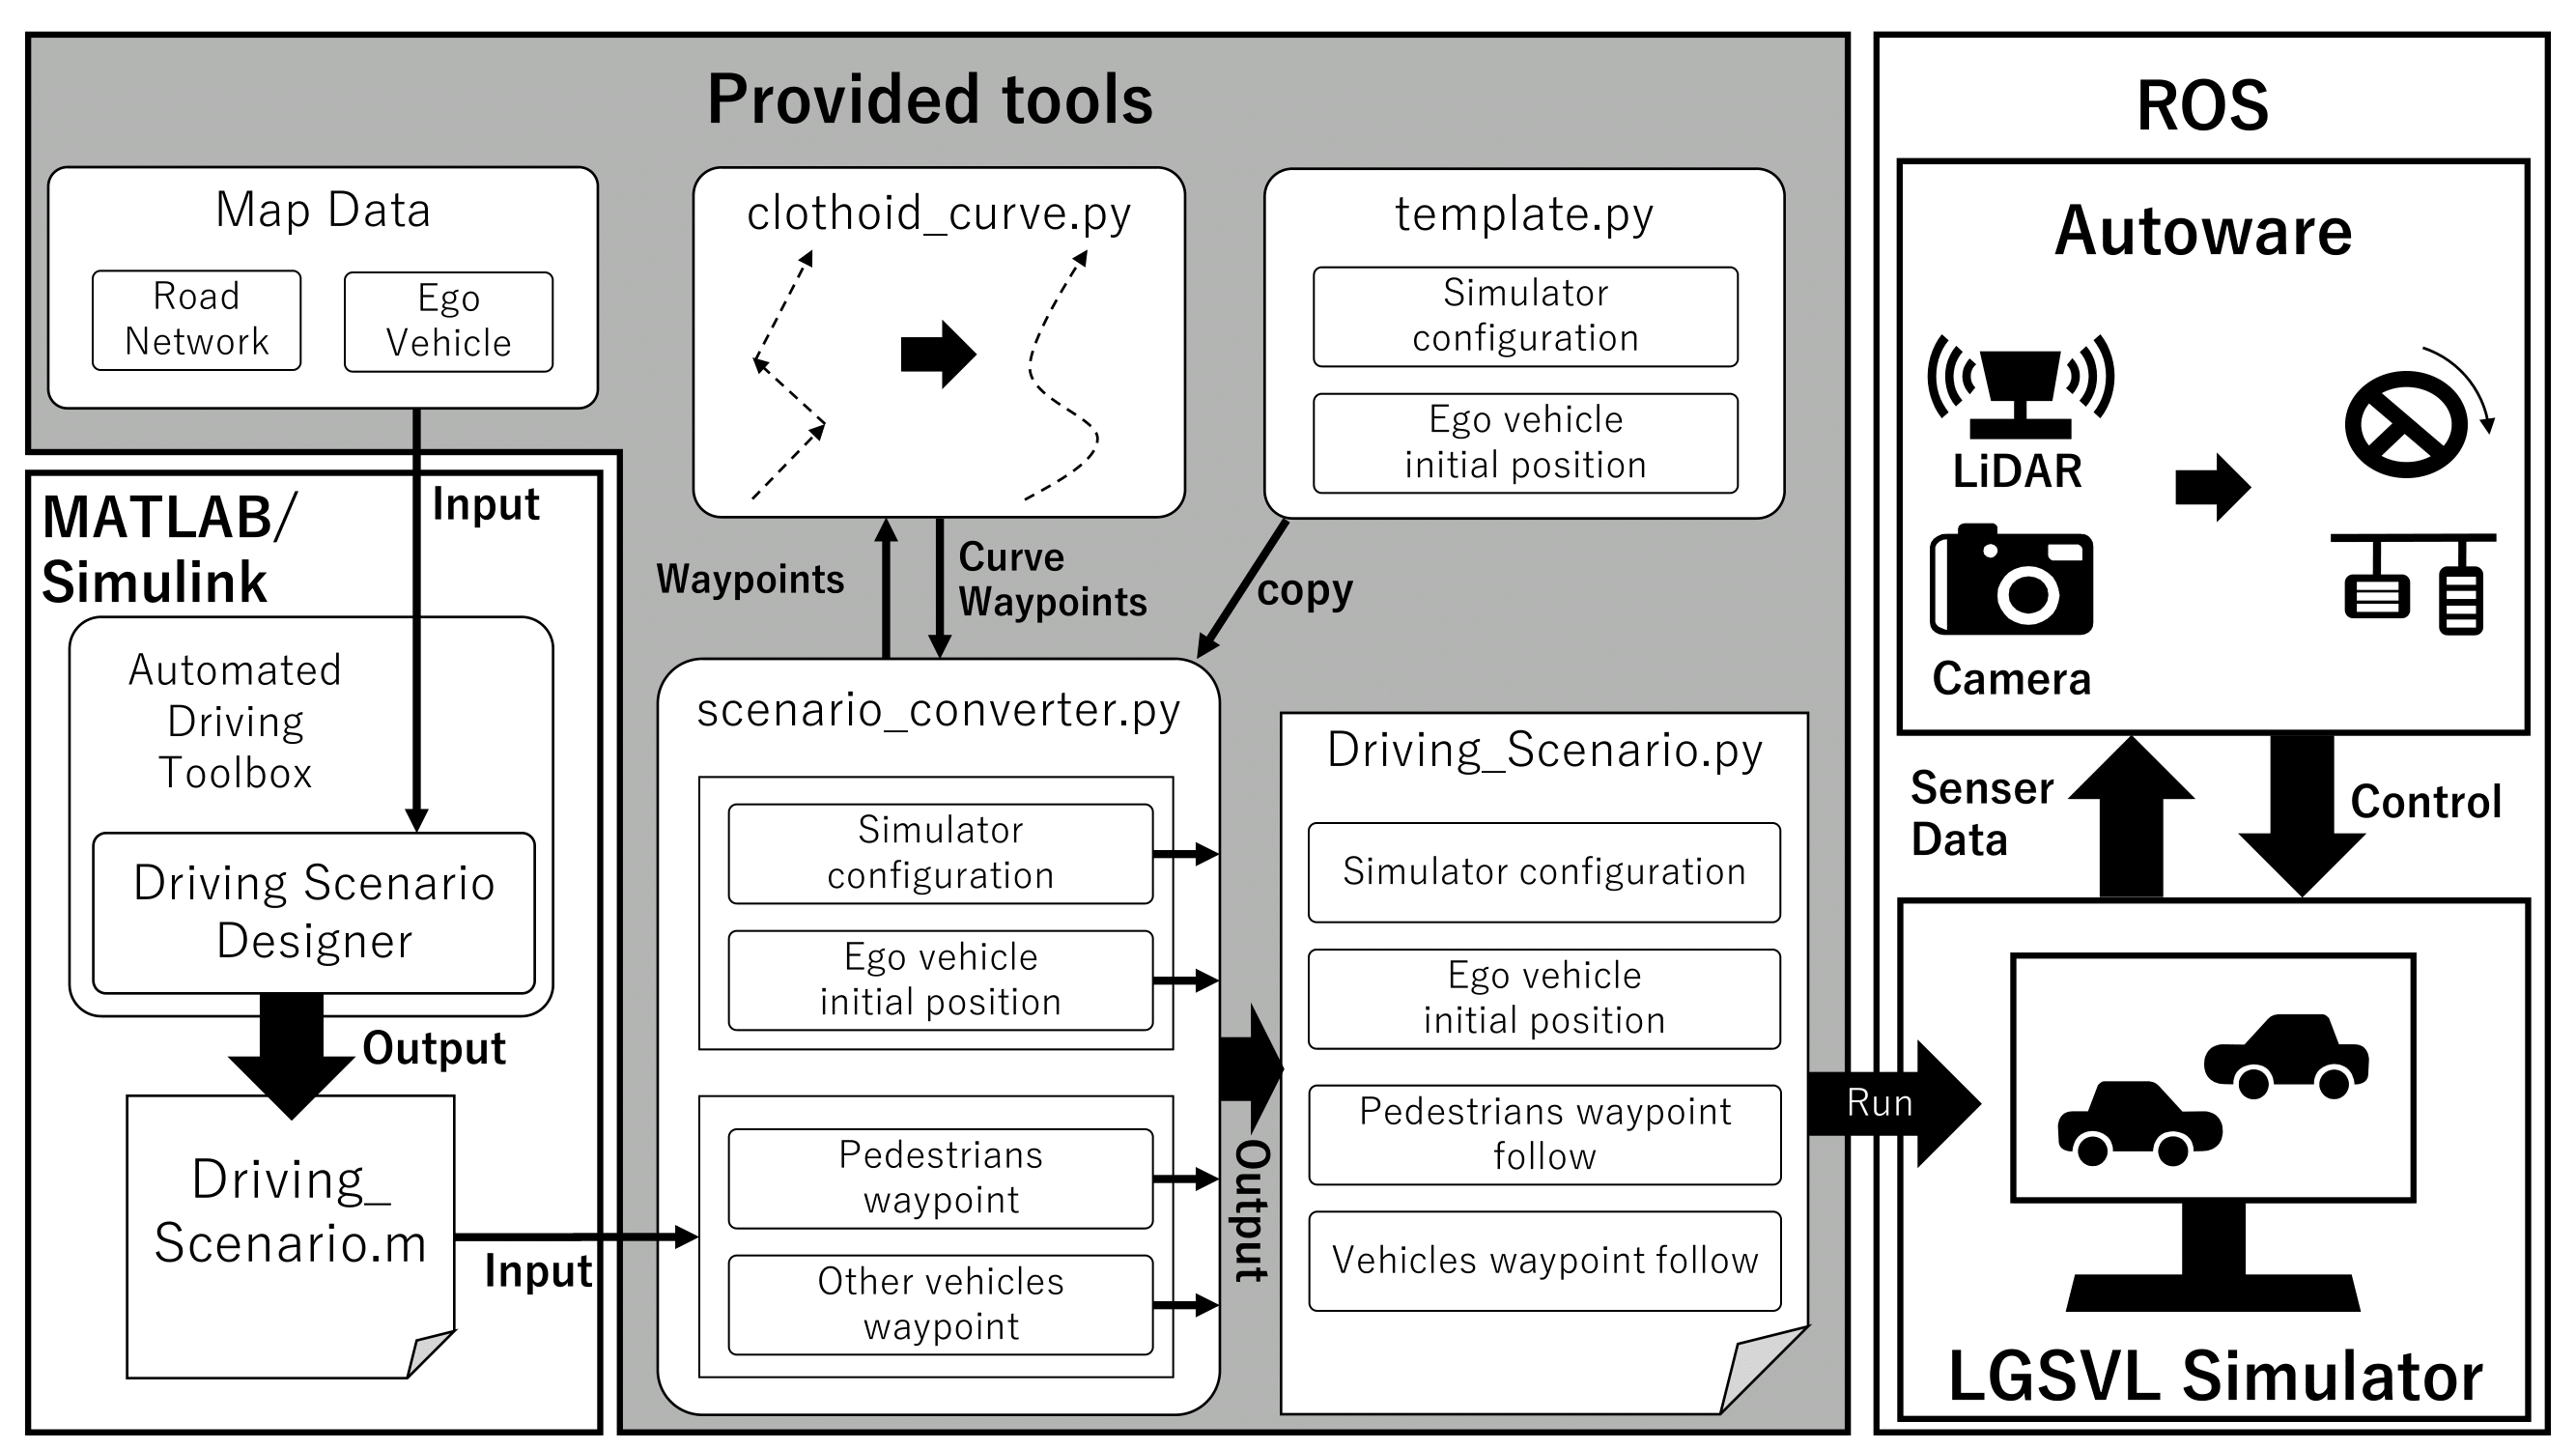 Provided tools
Map Data
Road
Network
Ego
Vehicle
Input
clothoid_curve.py
template.py
Simulator
configuration
Ego vehicle
initial position
Waypoints
Curve
Waypoints
copy
MATLAB/
Simulink
Automated
Driving
Toolbox
Driving Scenario
Designer
Output
Driving_
Scenario.m
Input
scenario_converter.py
Simulator
configuration
Ego vehicle
initial position
Pedestrians
waypoint
Other vehicles
waypoint
Output
Driving_Scenario.py
Simulator configuration
Ego vehicle
initial position
Pedestrians waypoint
follow
Vehicles waypoint follow
Run
ROS
Autoware
LiDAR
Camera
Senser
Data
Control
LGSVL Simulator